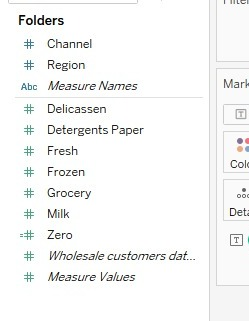 Folders
Channel
Region
Abc Measure Names
Delicassen
Detergents Paper
Fresh
Frozen
Grocery
Milk
Zero
Wholesale customers dat...
Measure Values
Mark
T
Colo
Deta
T